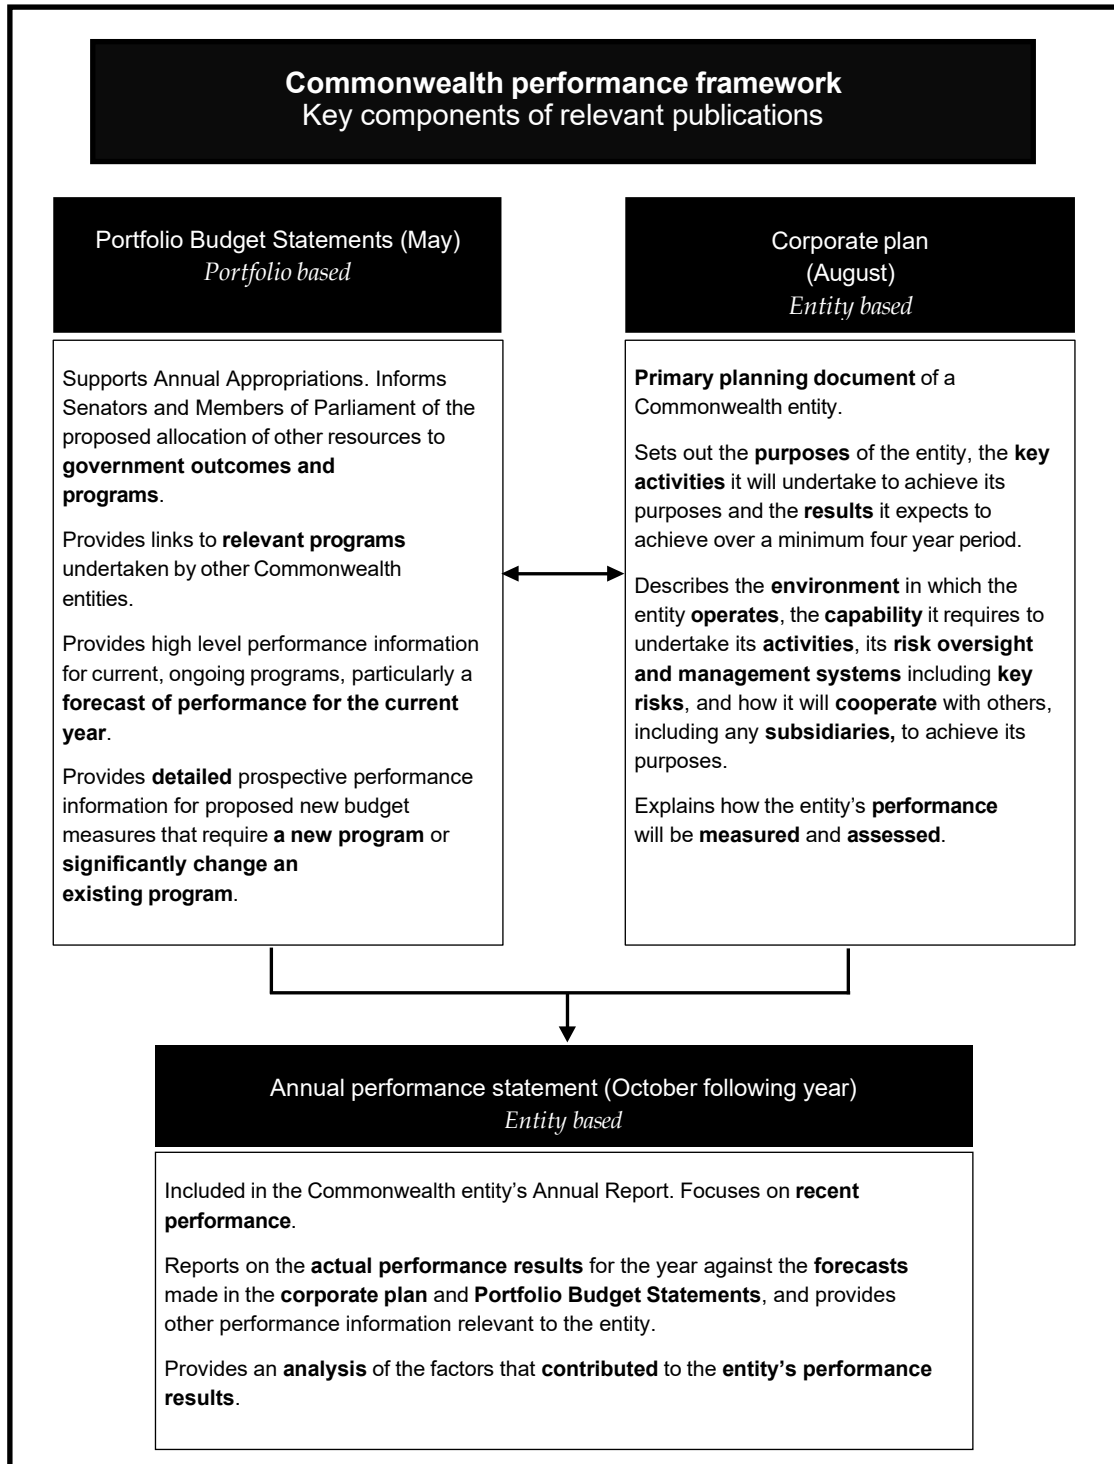 Commonwealth performance framework
Key components of relevant publications
Portfolio Budget Statements (May)
Portfolio based
Supports Annual Appropriations. Informs
Senators and Members of Parliament of the
proposed allocation of other resources to
government outcomes and
programs.
Provides links to relevant programs
undertaken by other Commonwealth
entities.
Provides high level performance information
for current, ongoing programs, particularly a
forecast of performance for the current
year.
Provides detailed prospective performance
information for proposed new budget
measures that require a new program or
significantly change an
existing program.
Corporate plan
(August)
Entity based
Primary planning document of a
Commonwealth entity.
Sets out the purposes of the entity, the key
activities it will undertake to achieve its
purposes and the results it expects to
achieve over a minimum four year period.
Describes the environment in which the
entity operates, the capability it requires to
undertake its activities, its risk oversight
and management systems including key
risks, and how it will cooperate with others,
including any subsidiaries, to achieve its
purposes.
Explains how the entity’s performance
will be measured and assessed.
Annual performance statement (October following year)
Entity based
Included in the Commonwealth entity’s Annual Report. Focuses on recent
performance.
Reports on the actual performance results for the year against the forecasts
made in the corporate plan and Portfolio Budget Statements, and provides
other performance information relevant to the entity.
Provides an analysis of the factors that contributed to the entity’s performance
results.